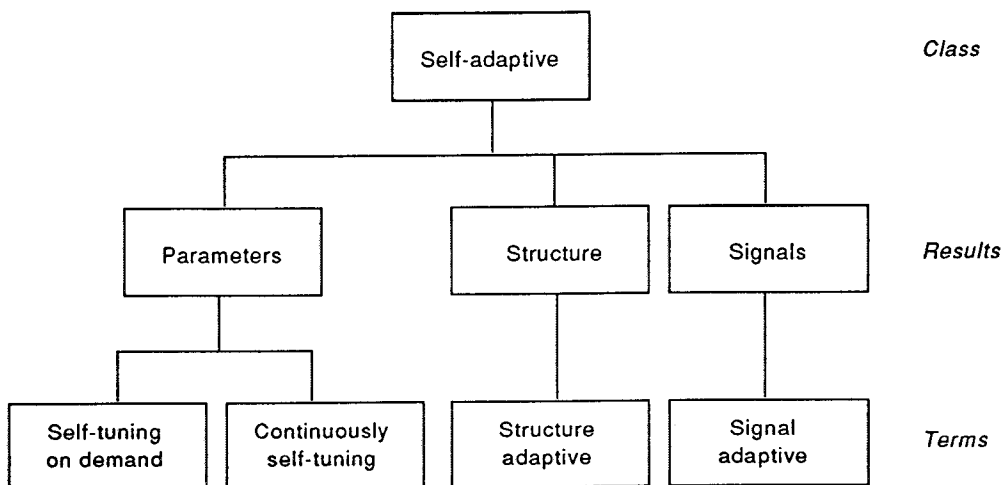 Self-adaptive
Class
Parameters
Structure
Signals
Results
Self-tuning
on demand
Continuously
self-tuning
Structure
adaptive
Signal
adaptive
Terms